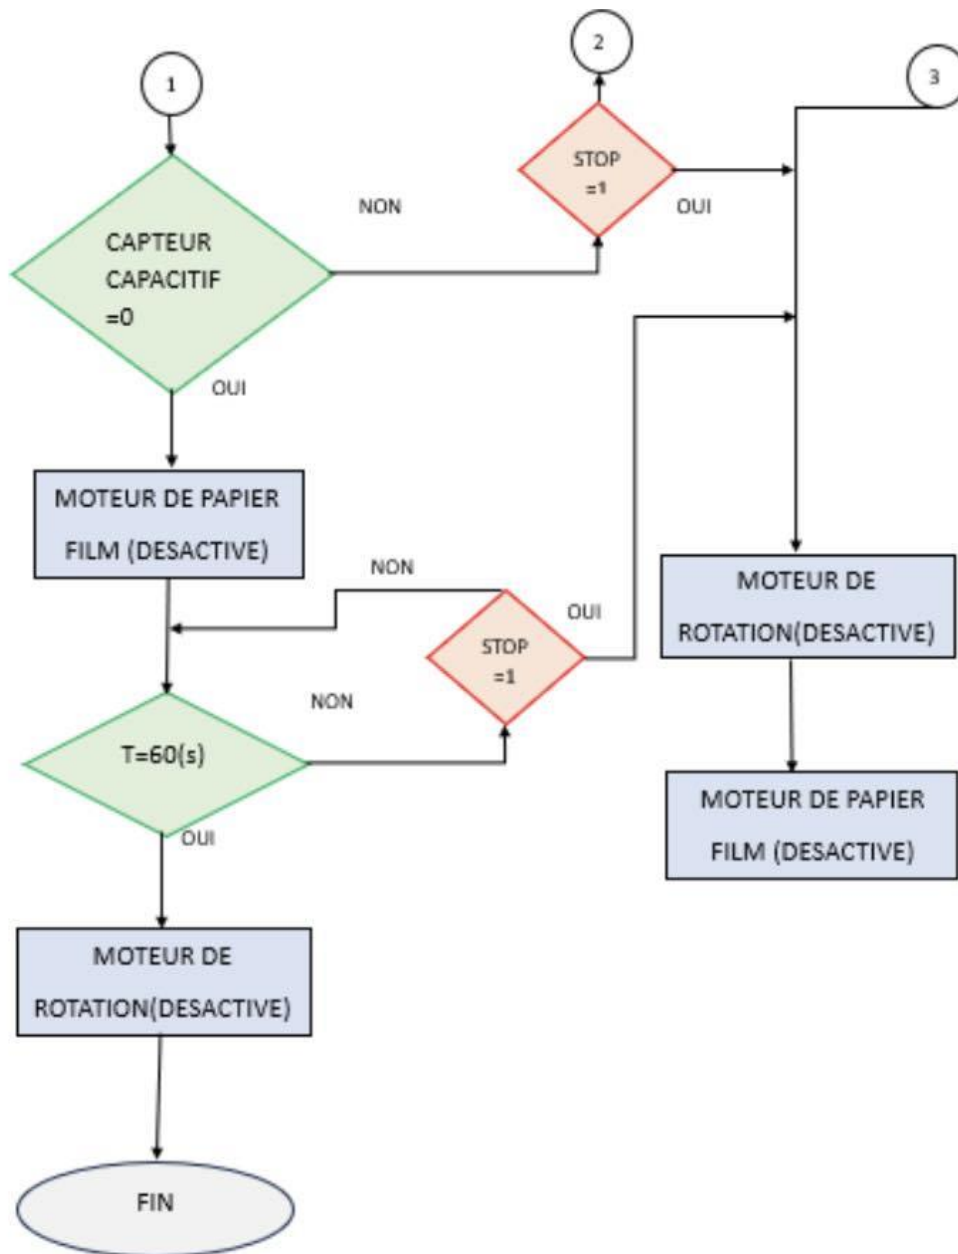 1
2
3
STOP
=1
NON
OUI
CAPTEUR
CAPACITIF
=0
OUI
MOTEUR DE PAPIER
FILM (DESACTIVE)
NON
OUI
STOP
=1
MOTEUR DE
ROTATION(DESACTIVE)
NON
T=60(s)
OUI
MOTEUR DE PAPIER
FILM (DESACTIVE)
MOTEUR DE
ROTATION(DESACTIVE)
FIN